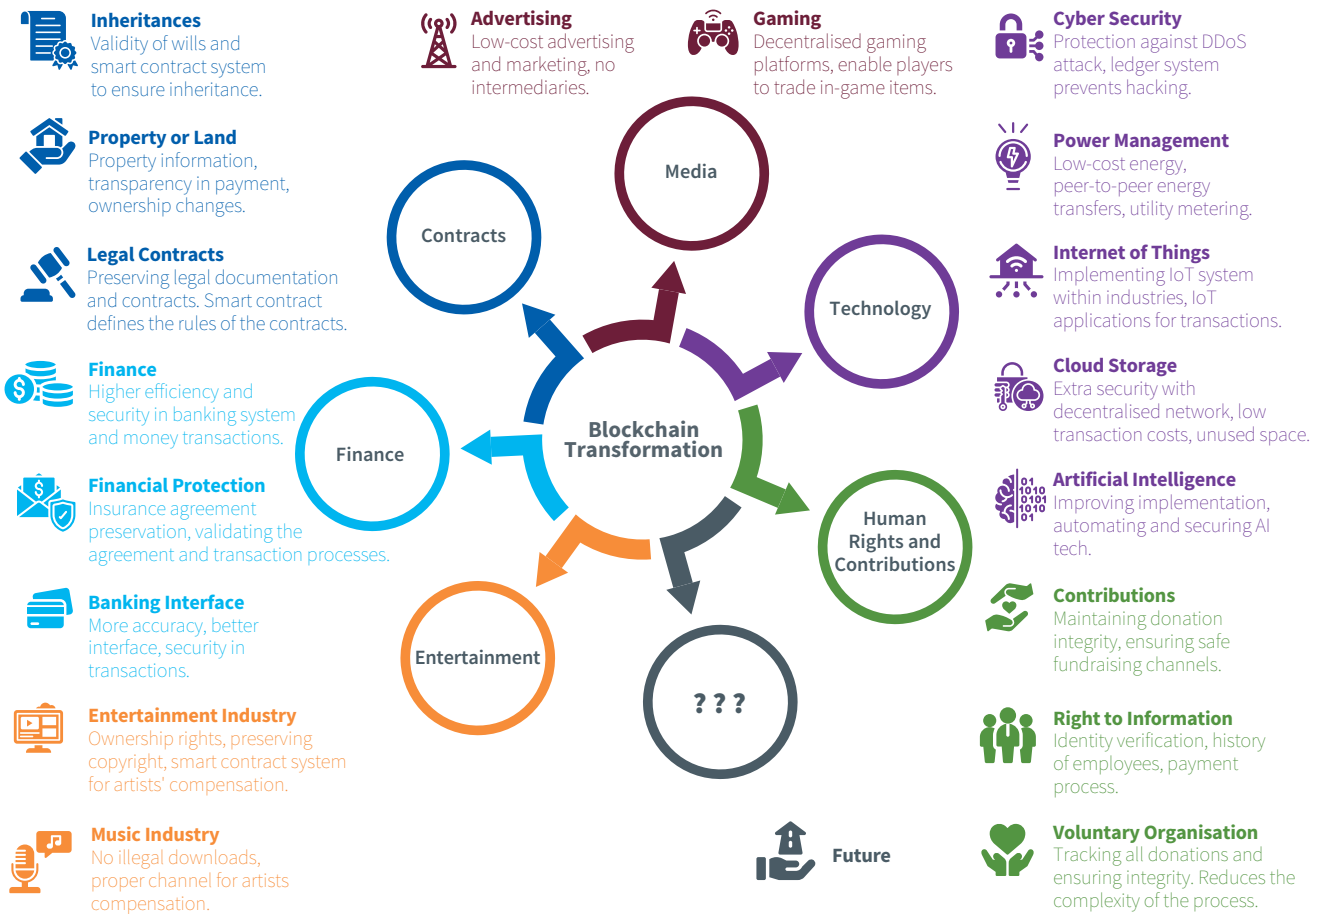 Inheritances
Validity of wills and
smart contract system
to ensure inheritance.
Property or Land
Property information,
transparency in payment,
ownership changes.
Legal Contracts
Preserving legal documentation
and contracts. Smart contract
defines the rules of the contracts.
Finance
Higher efficiency and
security in banking system
and money transactions.
Financial Protection
Insurance agreement
preservation, validating the
agreement and transaction processes.
Banking Interface
More accuracy, better
interface, security in
transactions.
Entertainment Industry
Ownership rights, preserving
copyright, smart contract system
for artists' compensation.
Music Industry
No illegal downloads,
proper channel for artists
compensation.
Advertising
Low-cost advertising
and marketing, no
intermediaries.
Gaming
Decentralised gaming
platforms, enable players
to trade in-game items.
Media
Contracts
Technology
Blockchain
Transformation
Finance
Human
Rights and
Contributions
Entertainment
? ? ?
Future
Cyber Security
Protection against DDoS
attack, ledger system
prevents hacking.
Power Management
Low-cost energy,
peer-to-peer energy
transfers, utility metering.
Internet of Things
Implementing IoT system
within industries, IoT
applications for transactions.
Cloud Storage
Extra security with
decentralised network, low
transaction costs, unused space.
01
1010
0101
1010
01
Artificial Intelligence
Improving implementation,
automating and securing AI
tech.
Contributions
Maintaining donation
integrity, ensuring safe
fundraising channels.
Right to Information
Identity verification, history
of employees, payment
process.
Voluntary Organisation
Tracking all donations and
ensuring integrity. Reduces the
complexity of the process.
$
$